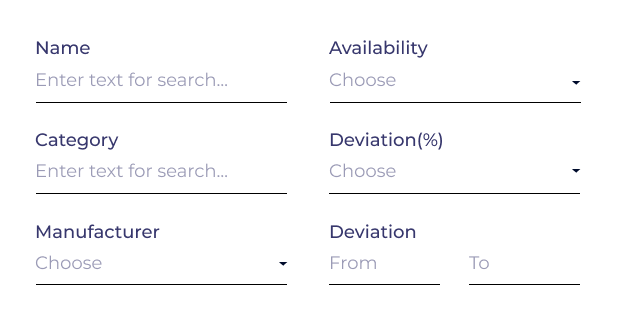 Name
Enter text for search...
Category
Enter text for search...
Manufacturer
Choose
Availability
Choose
Deviation(%)
Choose
Deviation
From To